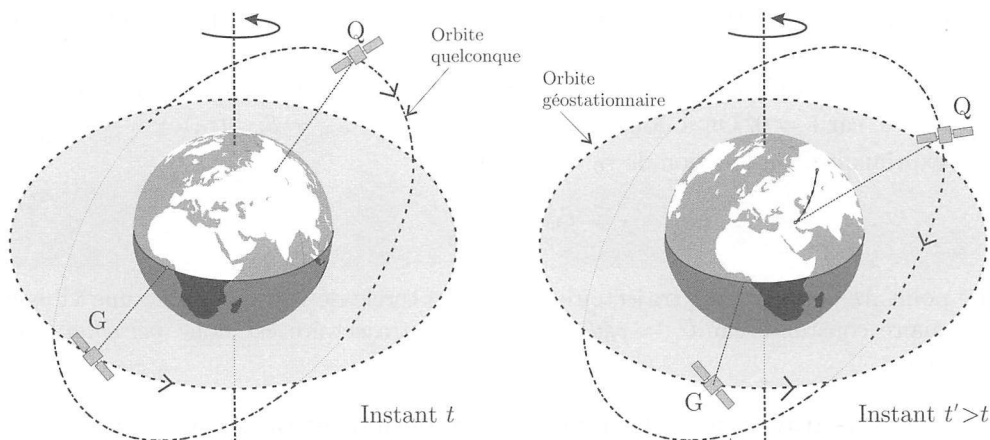 Q
Orbite
quelconque
G
Instant t
Orbite
géostationnaire
Q
G
Instant t'>t